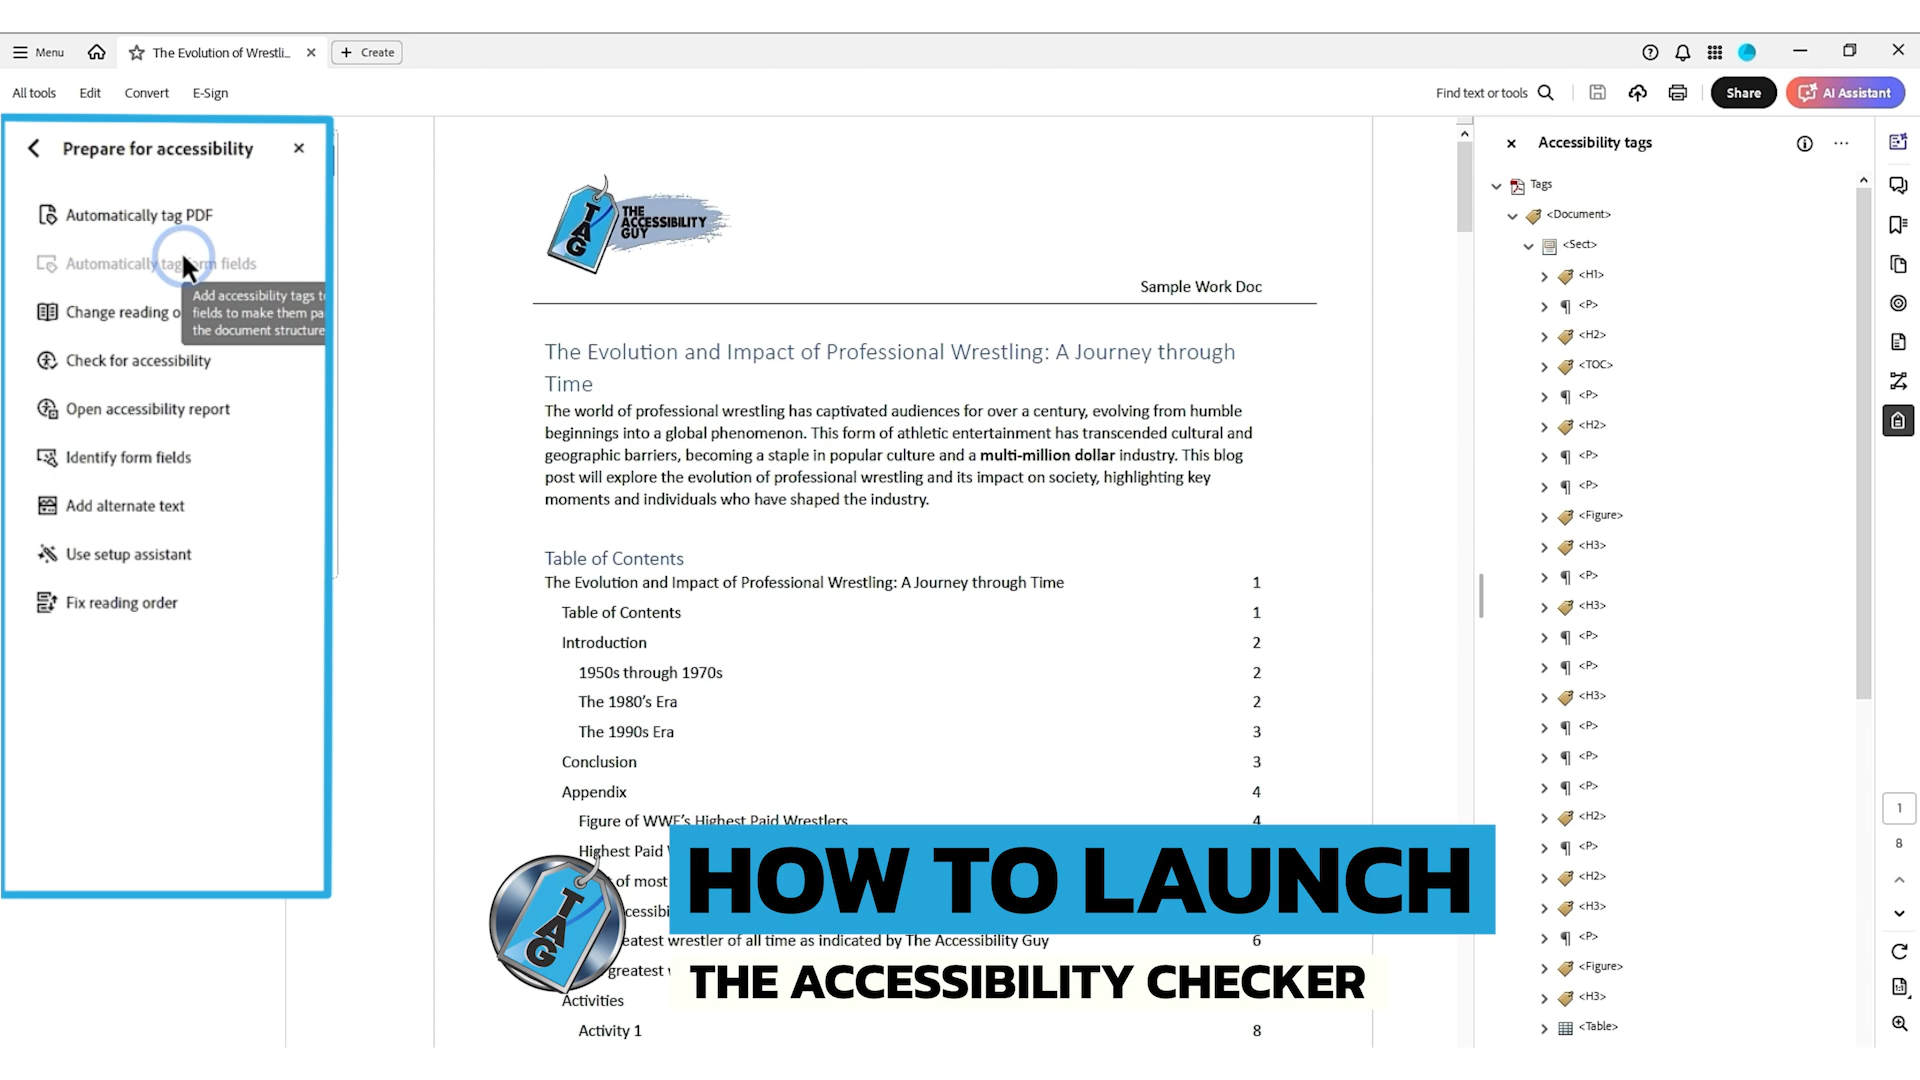 Menu
The Evolution of Wrestli...
Create
All tools
Edit
Convert
E-Sign
Find text or tools
Share
AI Assistant
Prepare for accessibility
Automatically tag PDF
Automatically tag form fields
Add accessibility tags to
fields to make them pa
the document structure
Change reading o
Check for accessibility
Open accessibility report
Identify form fields
Add alternate text
Use setup assistant
Fix reading order
TAG
THE
ACCESSIBILITY
GUY
Sample Work Doc
The Evolution and Impact of Professional Wrestling: A Journey through
Time
The world of professional wrestling has captivated audiences for over a century, evolving from humble
beginnings into a global phenomenon. This form of athletic entertainment has transcended cultural and
geographic barriers, becoming a staple in popular culture and a multi-million dollar industry. This blog
post will explore the evolution of professional wrestling and its impact on society, highlighting key
moments and individuals who have shaped the industry.
Table of Contents
The Evolution and Impact of Professional Wrestling: A Journey through Time 1
Table of Contents 1
Introduction 2
1950s through 1970s 2
The 1980's Era 2
The 1990s Era 3
Conclusion 3
Appendix 4
Figure of WWE's Highest Paid Wrestlers 4
Highest Paid
of most
cessibi
eatest wrestler of all time as indicated by The Accessibility Guy 6
greatest
Activities
Activity 1 8
TAG
HOW TO LAUNCH
THE ACCESSIBILITY CHECKER
Accessibility tags
Tags
<Document>
<Sect>
<H1>
<P>
<H2>
<TOC>
<P>
<H2>
<P>
<P>
<Figure>
<H3>
<P>
<H3>
<P>
<P>
<H3>
<P>
<P>
<P>
<H2>
<P>
<H2>
<H3>
<P>
<Figure>
<H3>
<Table>
1
8